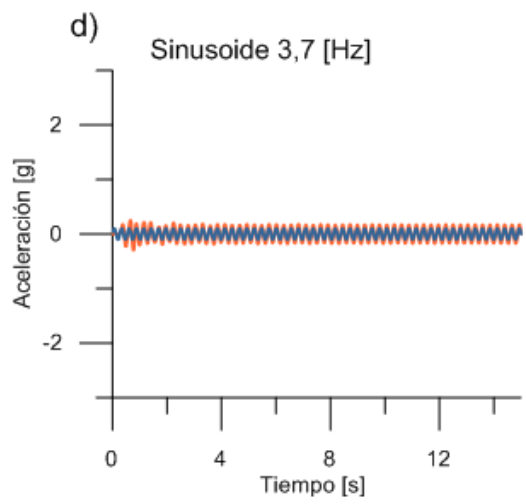 d)
Sinusoide 3,7 [Hz]
Aceleración [g]
2
0
-2
0
4
8
12
Tiempo [s]